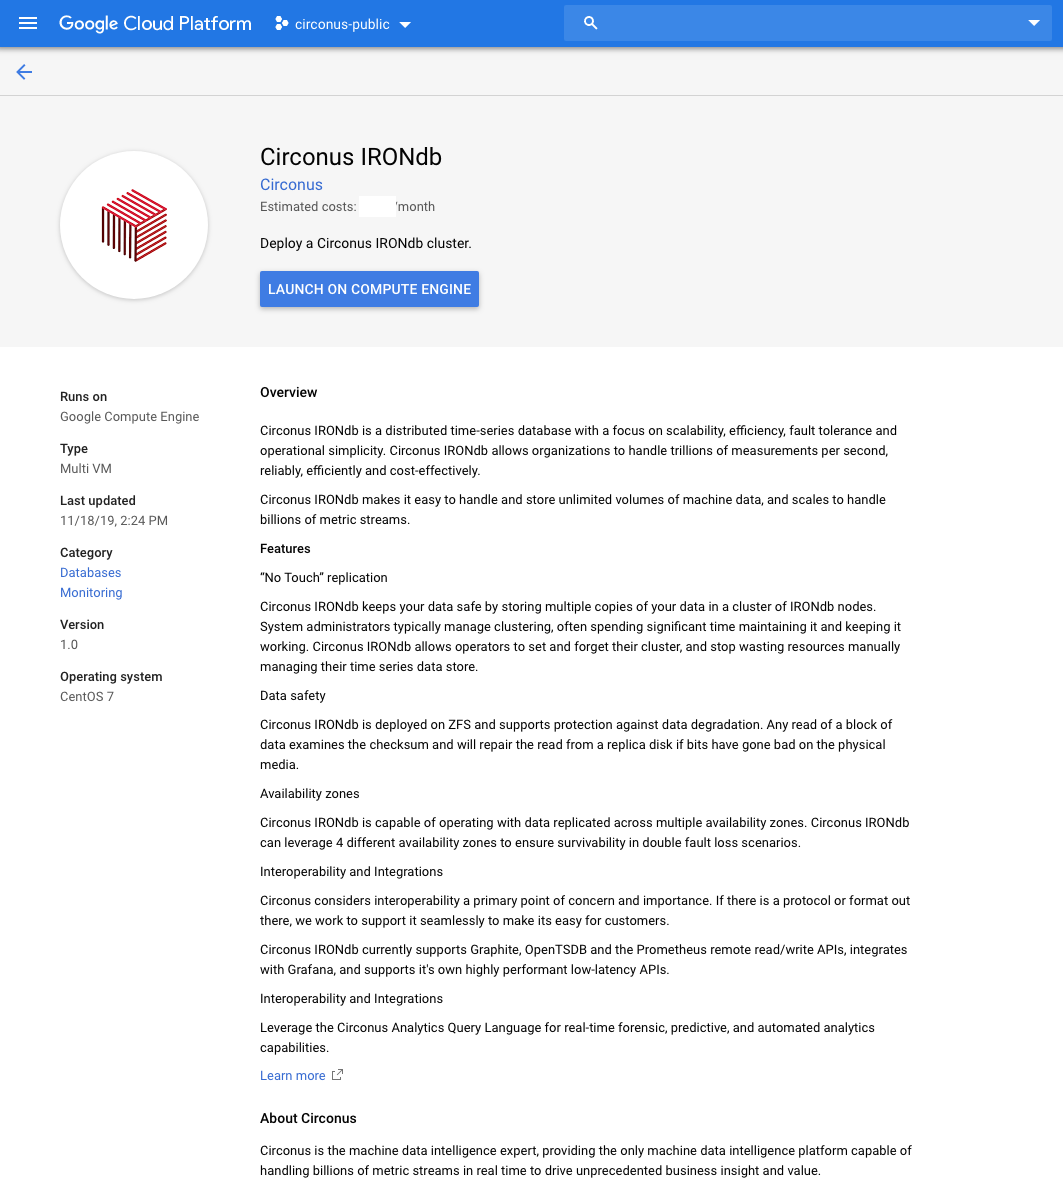 Google Cloud Platform
circonus-public
Circonus IRONdb
Circonus
Estimated costs: /month
Deploy a Circonus IRONdb cluster.
LAUNCH ON COMPUTE ENGINE
Runs on
Google Compute Engine
Type
Multi VM
Last updated
11/18/19, 2:24 PM
Category
Databases
Monitoring
Version
1.0
Operating system
CentOS 7
Overview
Circonus IRONdb is a distributed time-series database with a focus on scalability, efficiency, fault tolerance and
operational simplicity. Circonus IRONdb allows organizations to handle trillions of measurements per second,
reliably, efficiently and cost-effectively.
Circonus IRONdb makes it easy to handle and store unlimited volumes of machine data, and scales to handle
billions of metric streams.
Features
“No Touch” replication
Circonus IRONdb keeps your data safe by storing multiple copies of your data in a cluster of IRONdb nodes.
System administrators typically manage clustering, often spending significant time maintaining it and keeping it
working. Circonus IRONdb allows operators to set and forget their cluster, and stop wasting resources manually
managing their time series data store.
Data safety
Circonus IRONdb is deployed on ZFS and supports protection against data degradation. Any read of a block of
data examines the checksum and will repair the read from a replica disk if bits have gone bad on the physical
media.
Availability zones
Circonus IRONdb is capable of operating with data replicated across multiple availability zones. Circonus IRONdb
can leverage 4 different availability zones to ensure survivability in double fault loss scenarios.
Interoperability and Integrations
Circonus considers interoperability a primary point of concern and importance. If there is a protocol or format out
there, we work to support it seamlessly to make its easy for customers.
Circonus IRONdb currently supports Graphite, OpenTSDB and the Prometheus remote read/write APIs, integrates
with Grafana, and supports it's own highly performant low-latency APIs.
Interoperability and Integrations
Leverage the Circonus Analytics Query Language for real-time forensic, predictive, and automated analytics
capabilities.
Learn more
About Circonus
Circonus is the machine data intelligence expert, providing the only machine data intelligence platform capable of
handling billions of metric streams in real time to drive unprecedented business insight and value.